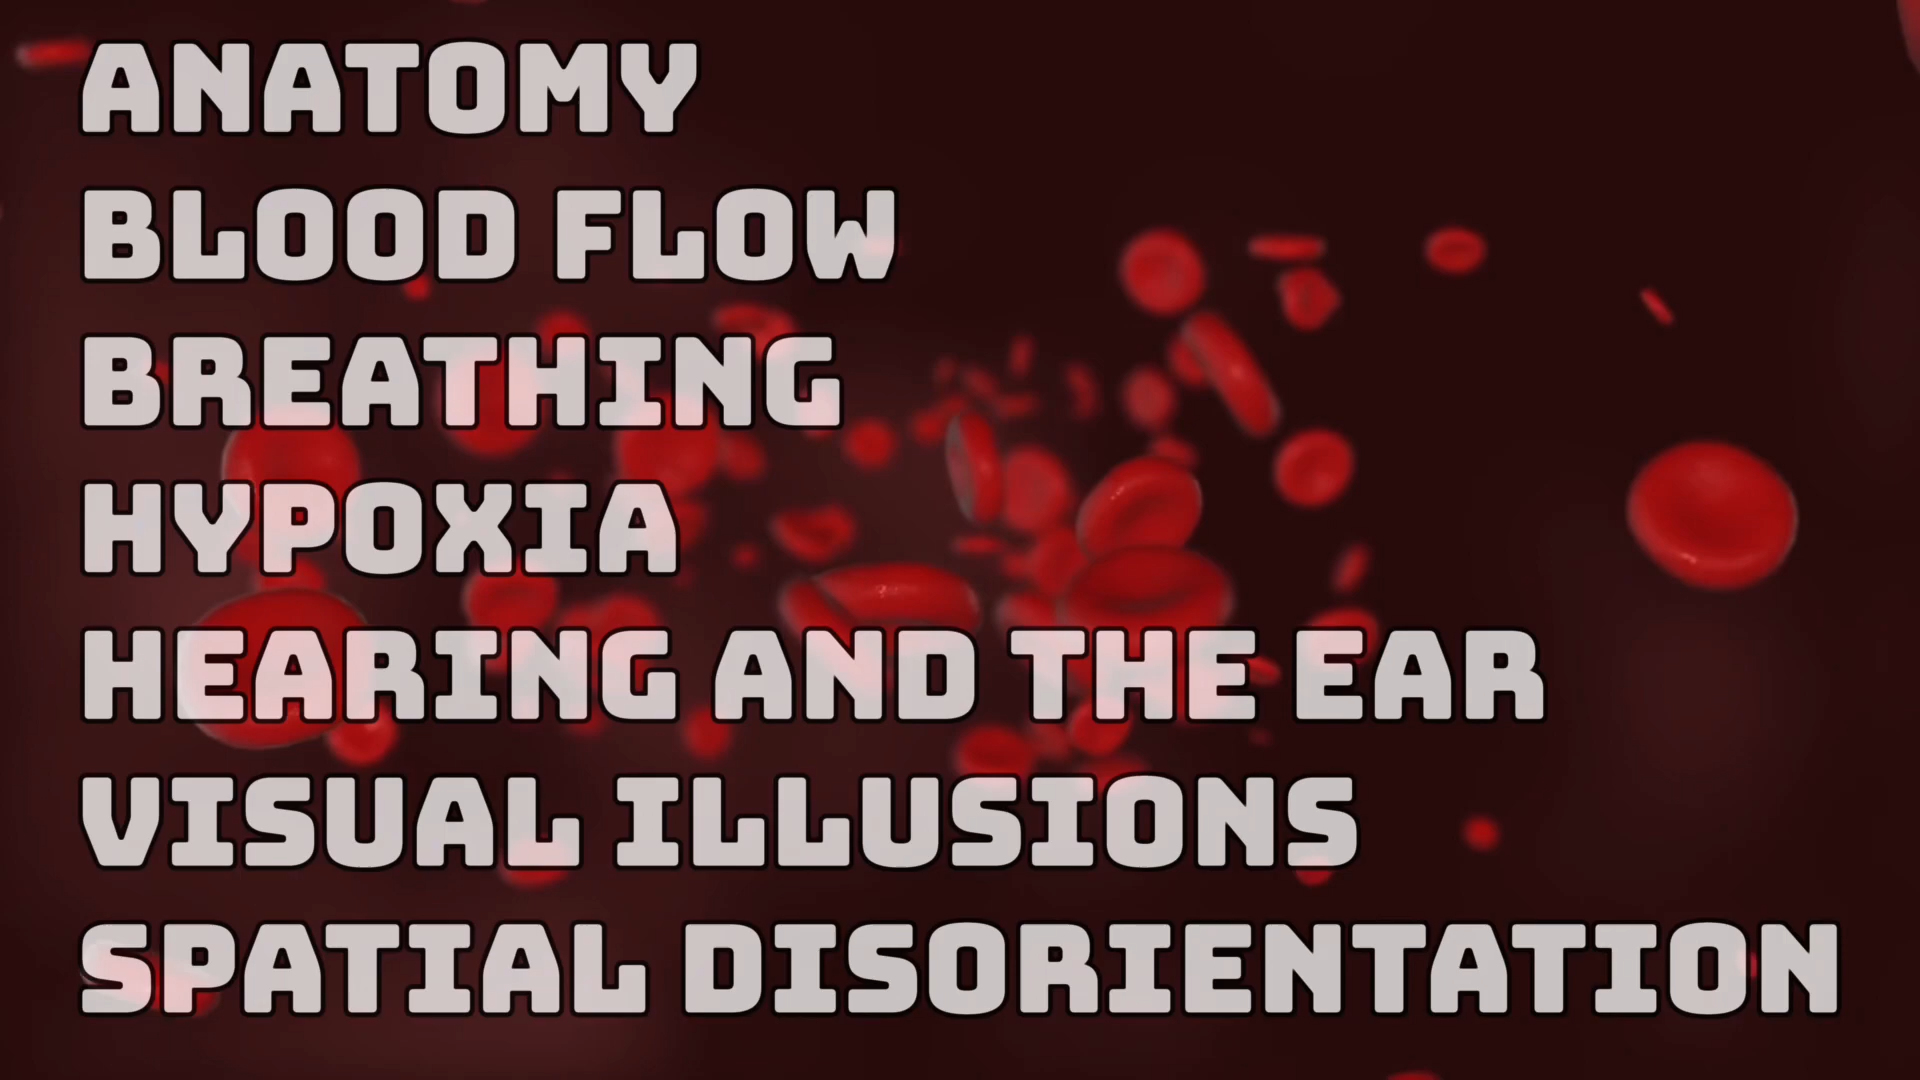 ANATOMY
BLOOD FLOW
BREATHING
HYPOXIA
HEARING AND THE EAR
VISUAL ILLUSIONS
SPATIAL DISORIENTATION